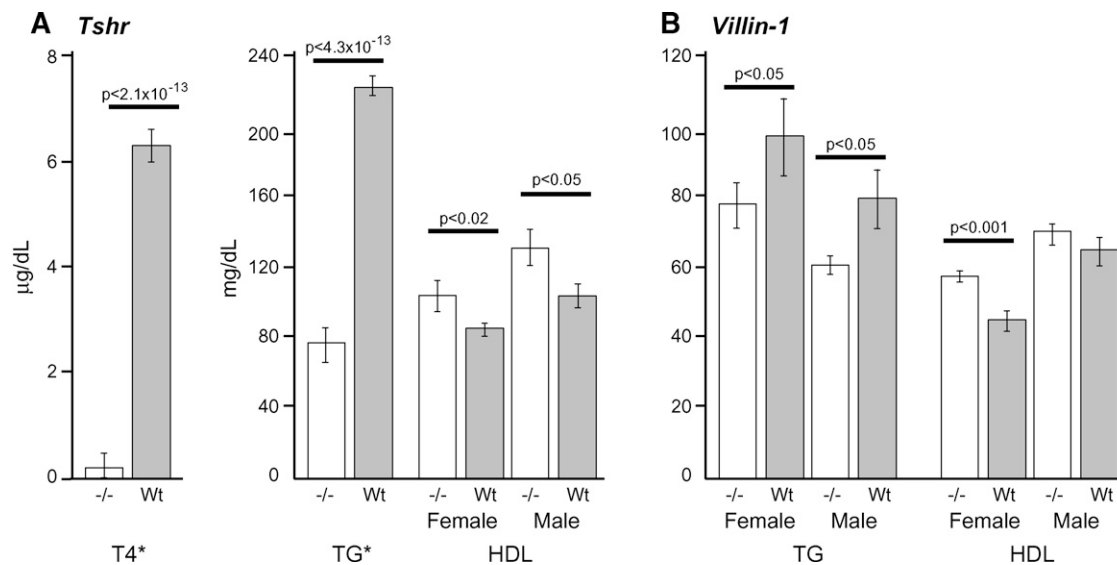 A Tshr
8
p<2.1x10⁻¹³
6
4
2
0
µg/dL
-/- Wt
T4*
240
p<4.3x10⁻¹³
200
160
120
80
40
0
mg/dL
p<0.02
p<0.05
-/- Wt -/- Wt -/- Wt
Female Male
TG* HDL
B Villin-1
120
100
80
60
40
20
0
p<0.05
p<0.05
p<0.001
-/- Wt -/- Wt -/- Wt -/- Wt
Female Male Female Male
TG HDL